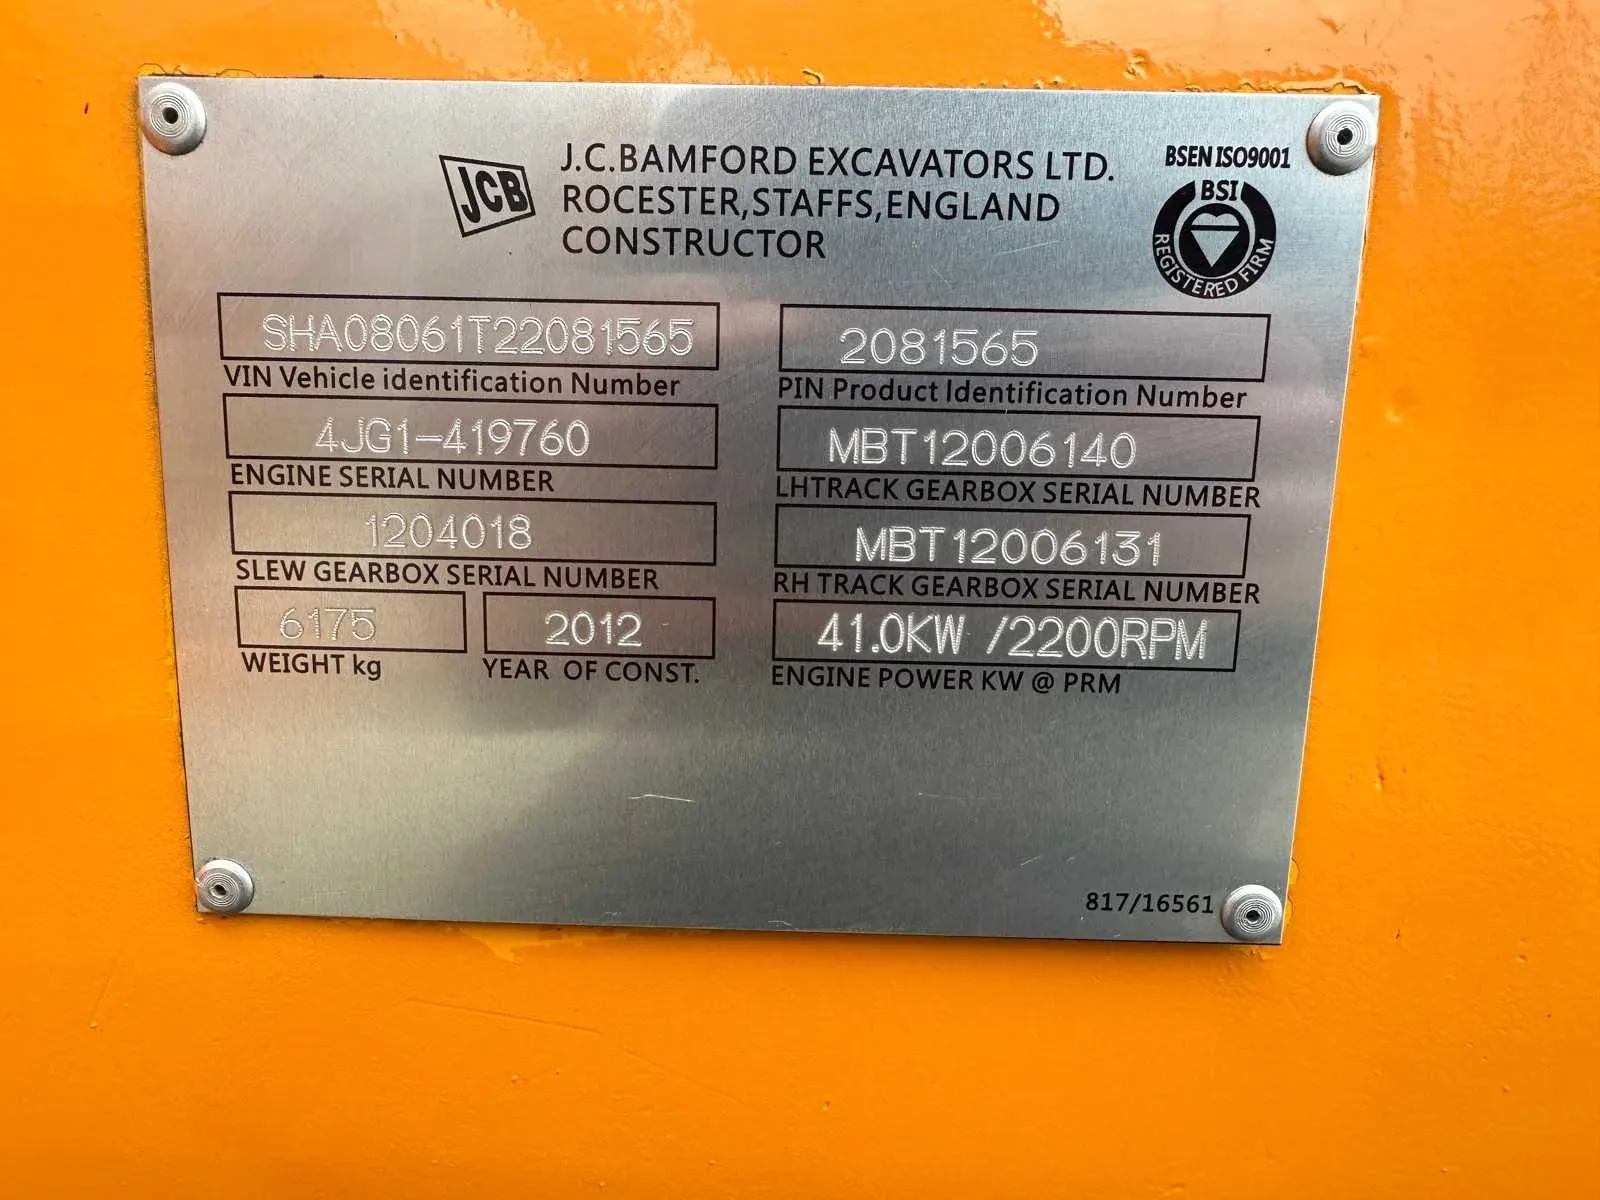 JCB
J.C.BAMFORD EXCAVATORS LTD.
ROCESTER,STAFFS,ENGLAND
CONSTRUCTOR
BSEN ISO9001
BSI
REGISTERED FIRM
SHA08061T22081565
VIN Vehicle identification Number
2081565
PIN Product Identification Number
4JG1-419760
ENGINE SERIAL NUMBER
MBT12006140
LHTRACK GEARBOX SERIAL NUMBER
1204018
SLEW GEARBOX SERIAL NUMBER
MBT12006131
RH TRACK GEARBOX SERIAL NUMBER
6175
WEIGHT kg
2012
YEAR OF CONST.
41.0KW /2200RPM
ENGINE POWER KW @ PRM
817/16561